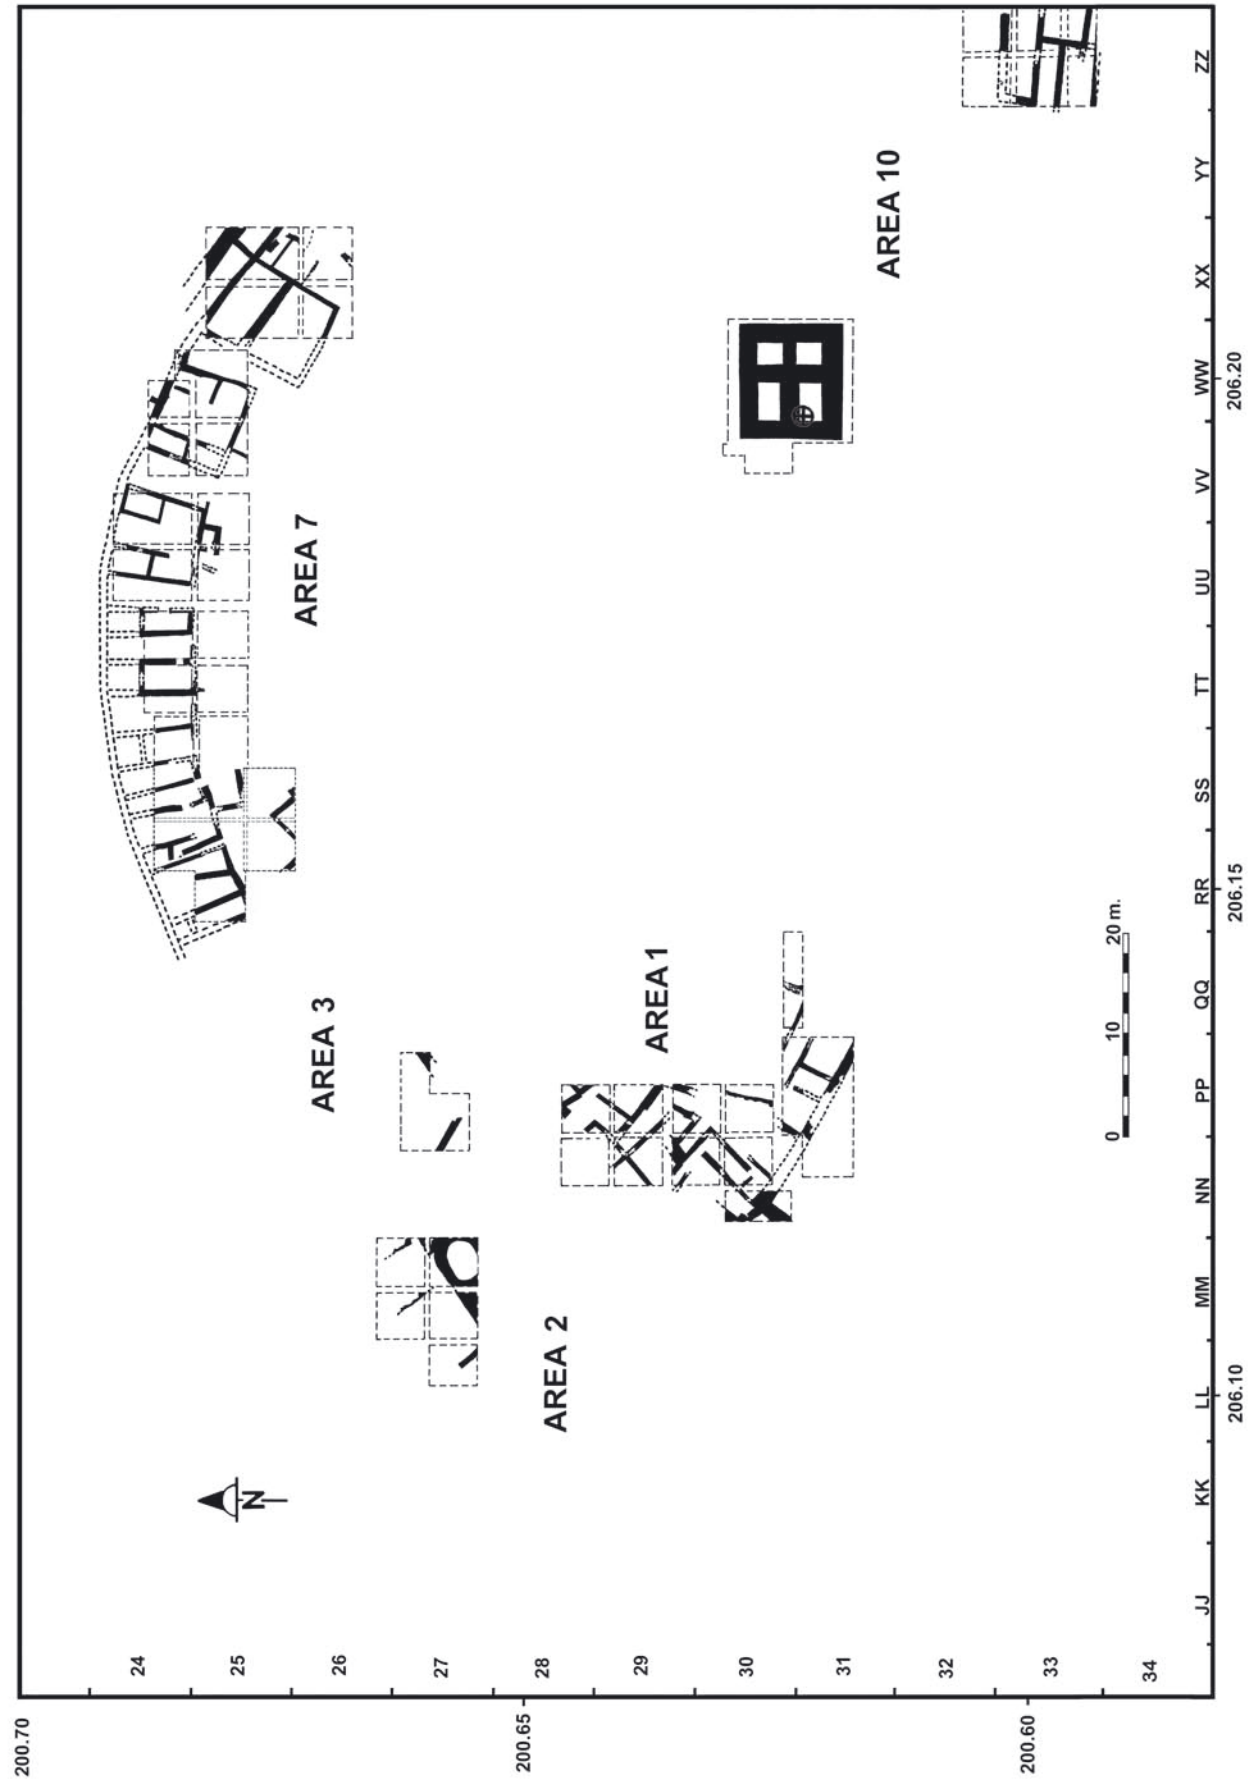 AREA 7
AREA 3
AREA 1
AREA 2
AREA 10
N
0 10 20 m.
200.70
200.65
200.60
24
25
26
27
28
29
30
31
32
33
34
JJ
KK
LL
MM
NN
PP
QQ
RR
SS
TT
UU
VV
WW
XX
YY
ZZ
206.10
206.15
206.20